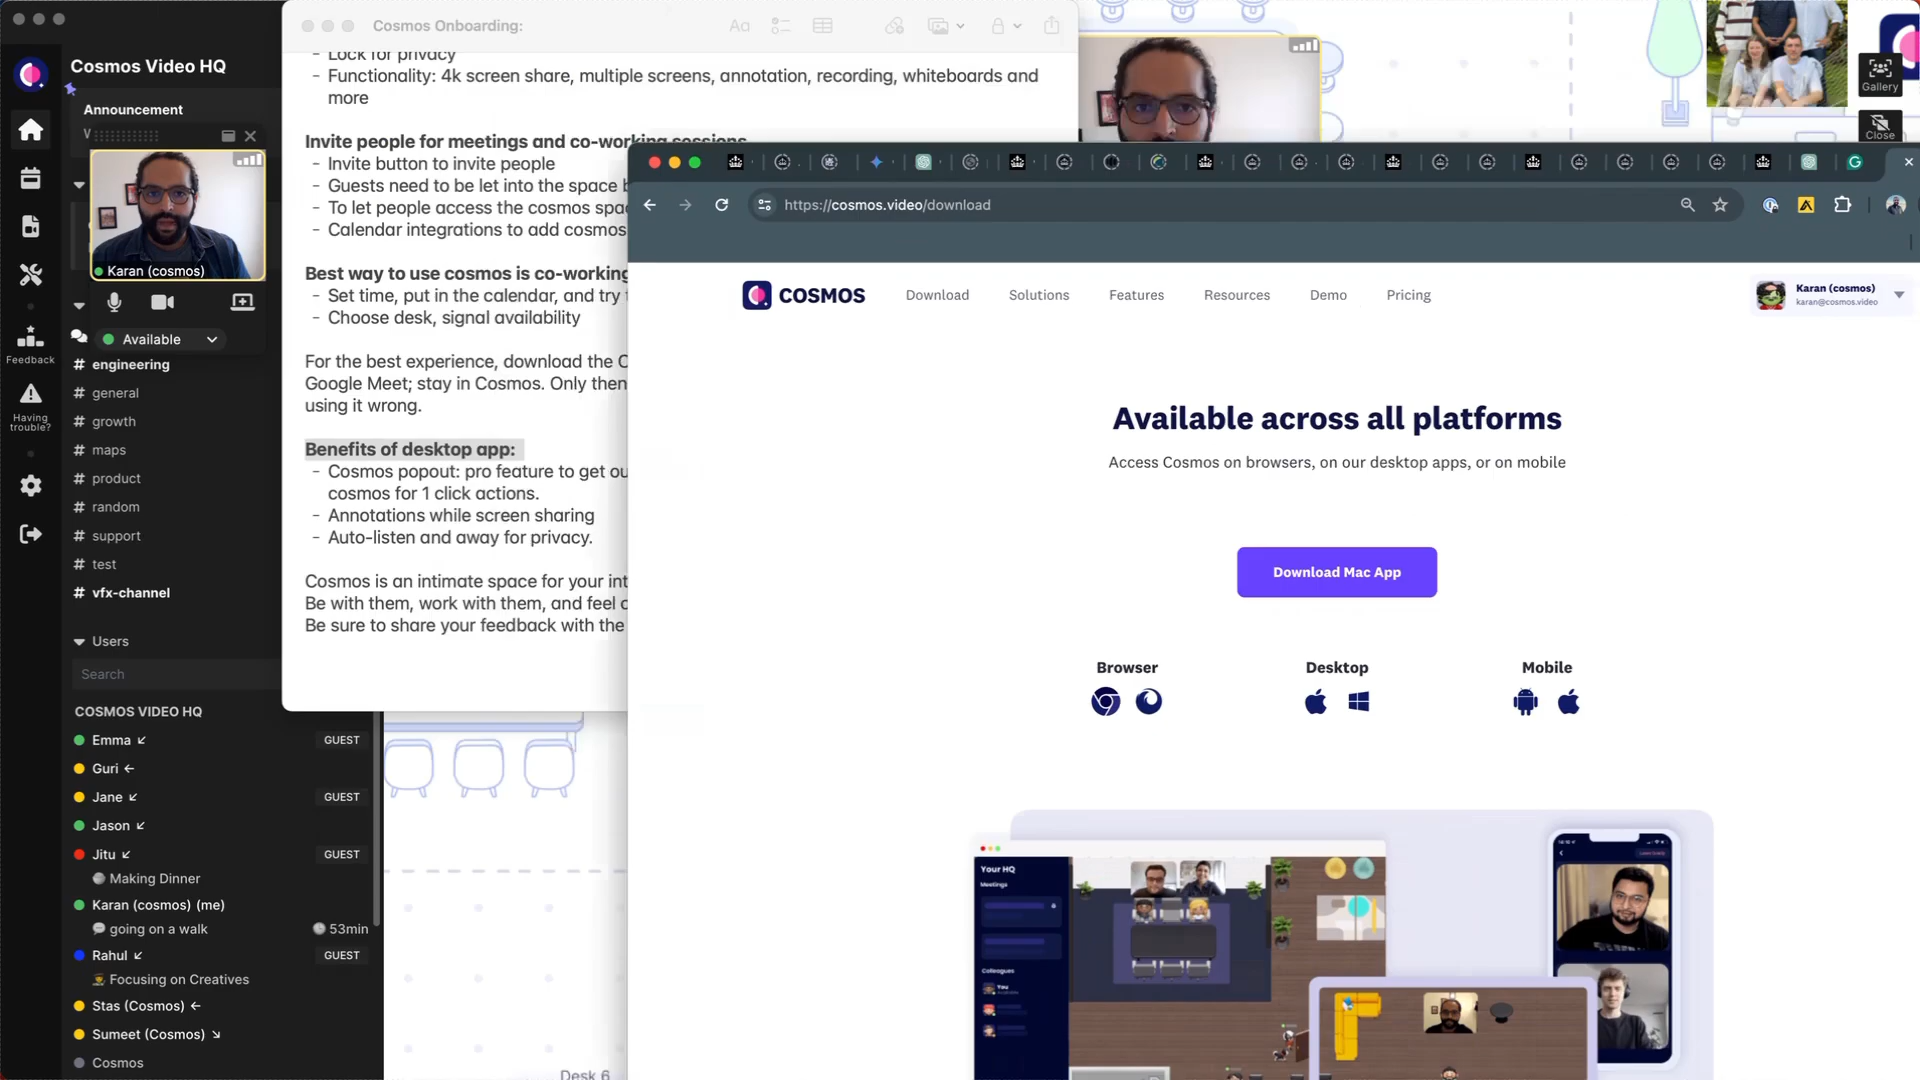 Cosmos Video HQ
Announcement
V
Karan (cosmos)
Available
Feedback
Having
trouble?
# engineering
# general
# growth
# maps
# product
# random
# support
# test
# vfx-channel
Users
Search
COSMOS VIDEO HQ
Emma GUEST
Guri
Jane GUEST
Jason
Jitu GUEST
Making Dinner
Karan (cosmos) (me)
going on a walk 53min
Rahul GUEST
Focusing on Creatives
Stas (Cosmos)
Sumeet (Cosmos)
Cosmos
Cosmos Onboarding:
Aa
- Lock for privacy
- Functionality: 4k screen share, multiple screens, annotation, recording, whiteboards and
more
Invite people for meetings and co-working sessions
- Invite button to invite people
- Guests need to be let into the space
- To let people access the cosmos
- Calendar integrations to add cosmos
Best way to use cosmos is co-working
- Set time, put in the calendar, and try
- Choose desk, signal availability
For the best experience, download the
Google Meet; stay in Cosmos. Only then
using it wrong.
Benefits of desktop app:
- Cosmos popout: pro feature to get
cosmos for 1 click actions.
- Annotations while screen sharing
- Auto-listen and away for privacy.
Cosmos is an intimate space for your
Be with them, work with them, and feel
Be sure to share your feedback with the
Desk 6
Gallery
Close
https://cosmos.video/download
COSMOS
Download Solutions Features Resources Demo Pricing
Karan (cosmos)
karan@cosmos.video
Available across all platforms
Access Cosmos on browsers, on our desktop apps, or on mobile
Download Mac App
Browser Desktop Mobile
Your HQ
Meetings
Colleagues
You